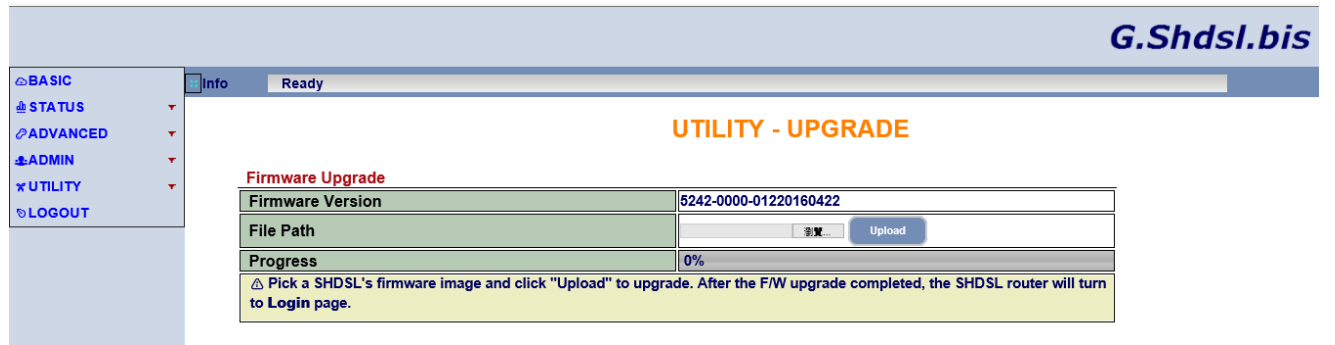 G.Shdsl.bis
BASIC
STATUS
ADVANCED
ADMIN
UTILITY
LOGOUT
Info Ready
UTILITY - UPGRADE
Firmware Upgrade
Firmware Version 5242-0000-01220160422
File Path 瀏覽... Upload
Progress 0%
Pick a SHDSL's firmware image and click "Upload" to upgrade. After the F/W upgrade completed, the SHDSL router will turn
to Login page.